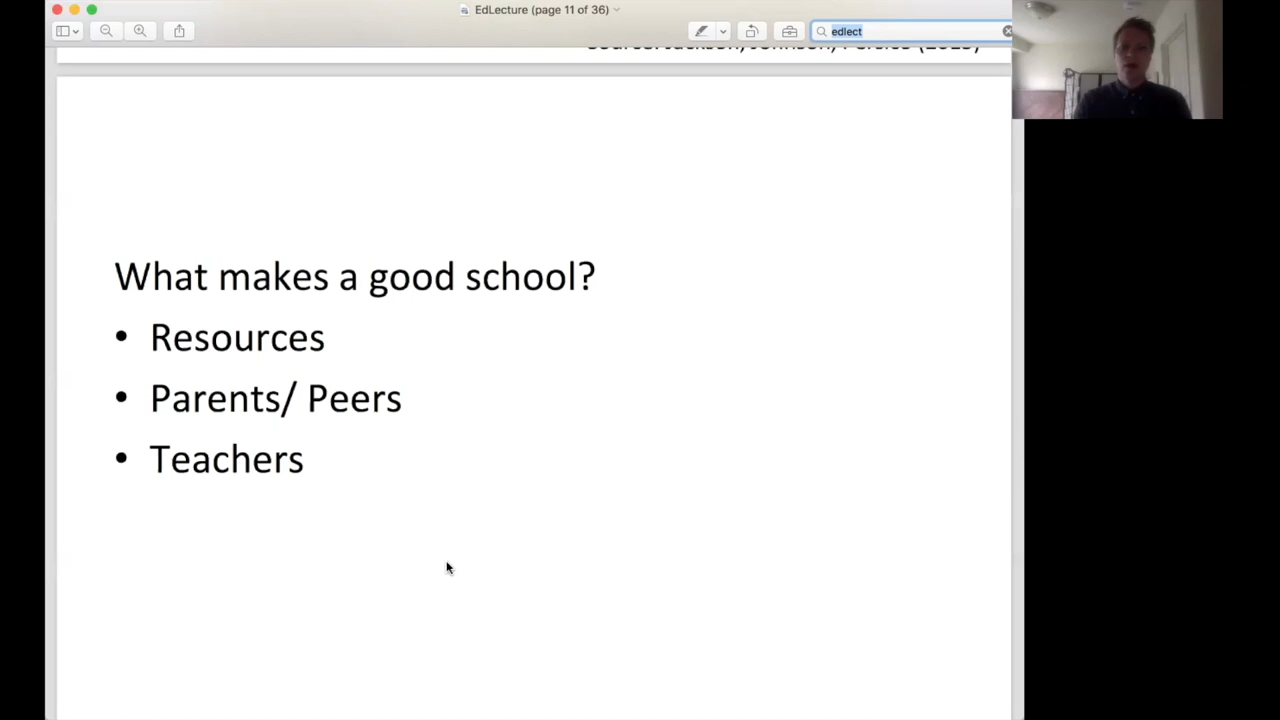 EdLecture (page 11 of 36)
edlect
What makes a good school?
• Resources
• Parents/ Peers
• Teachers